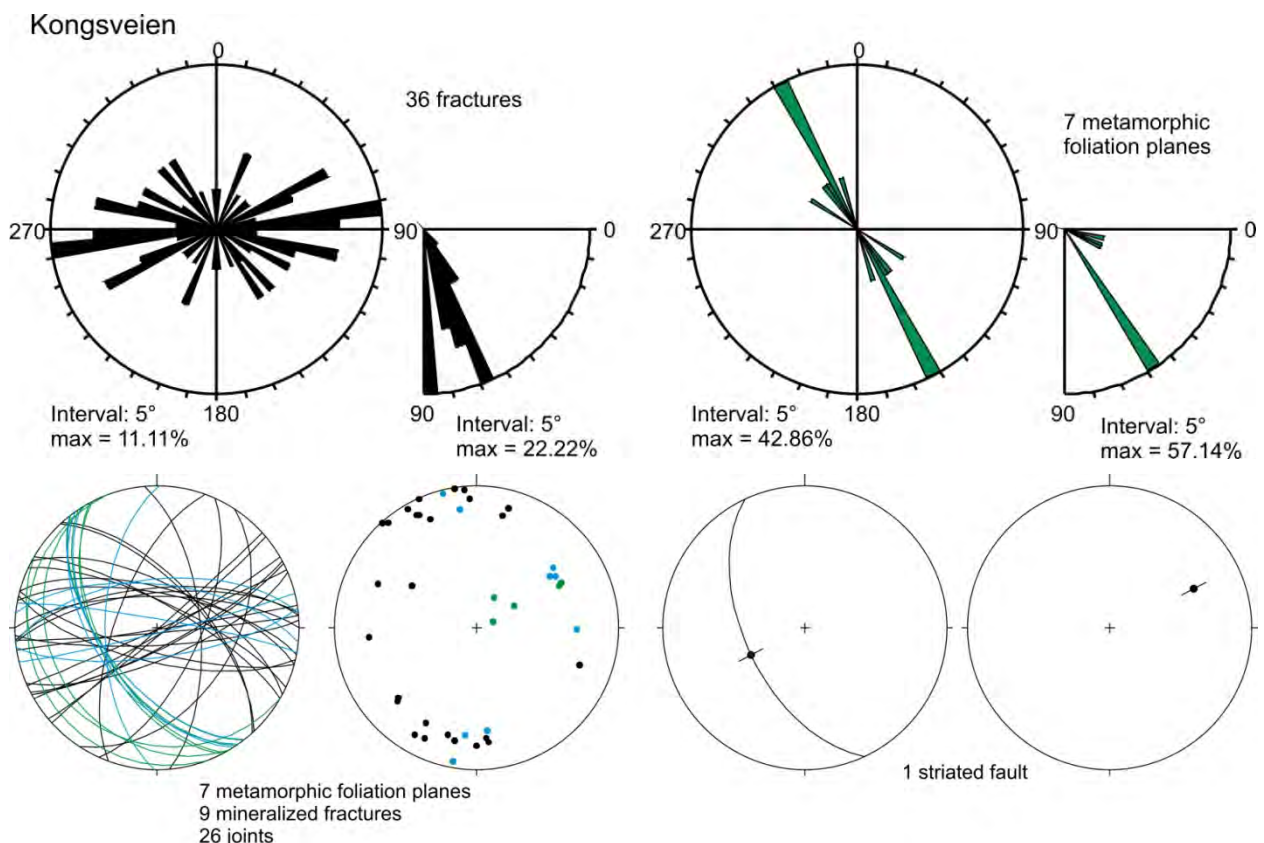 Kongsveien
0
36 fractures
270
90
0
180
90
Interval: 5°
max = 11.11%
Interval: 5°
max = 22.22%
0
7 metamorphic
foliation planes
270
90
0
180
90
Interval: 5°
max = 42.86%
Interval: 5°
max = 57.14%
7 metamorphic foliation planes
9 mineralized fractures
26 joints
1 striated fault